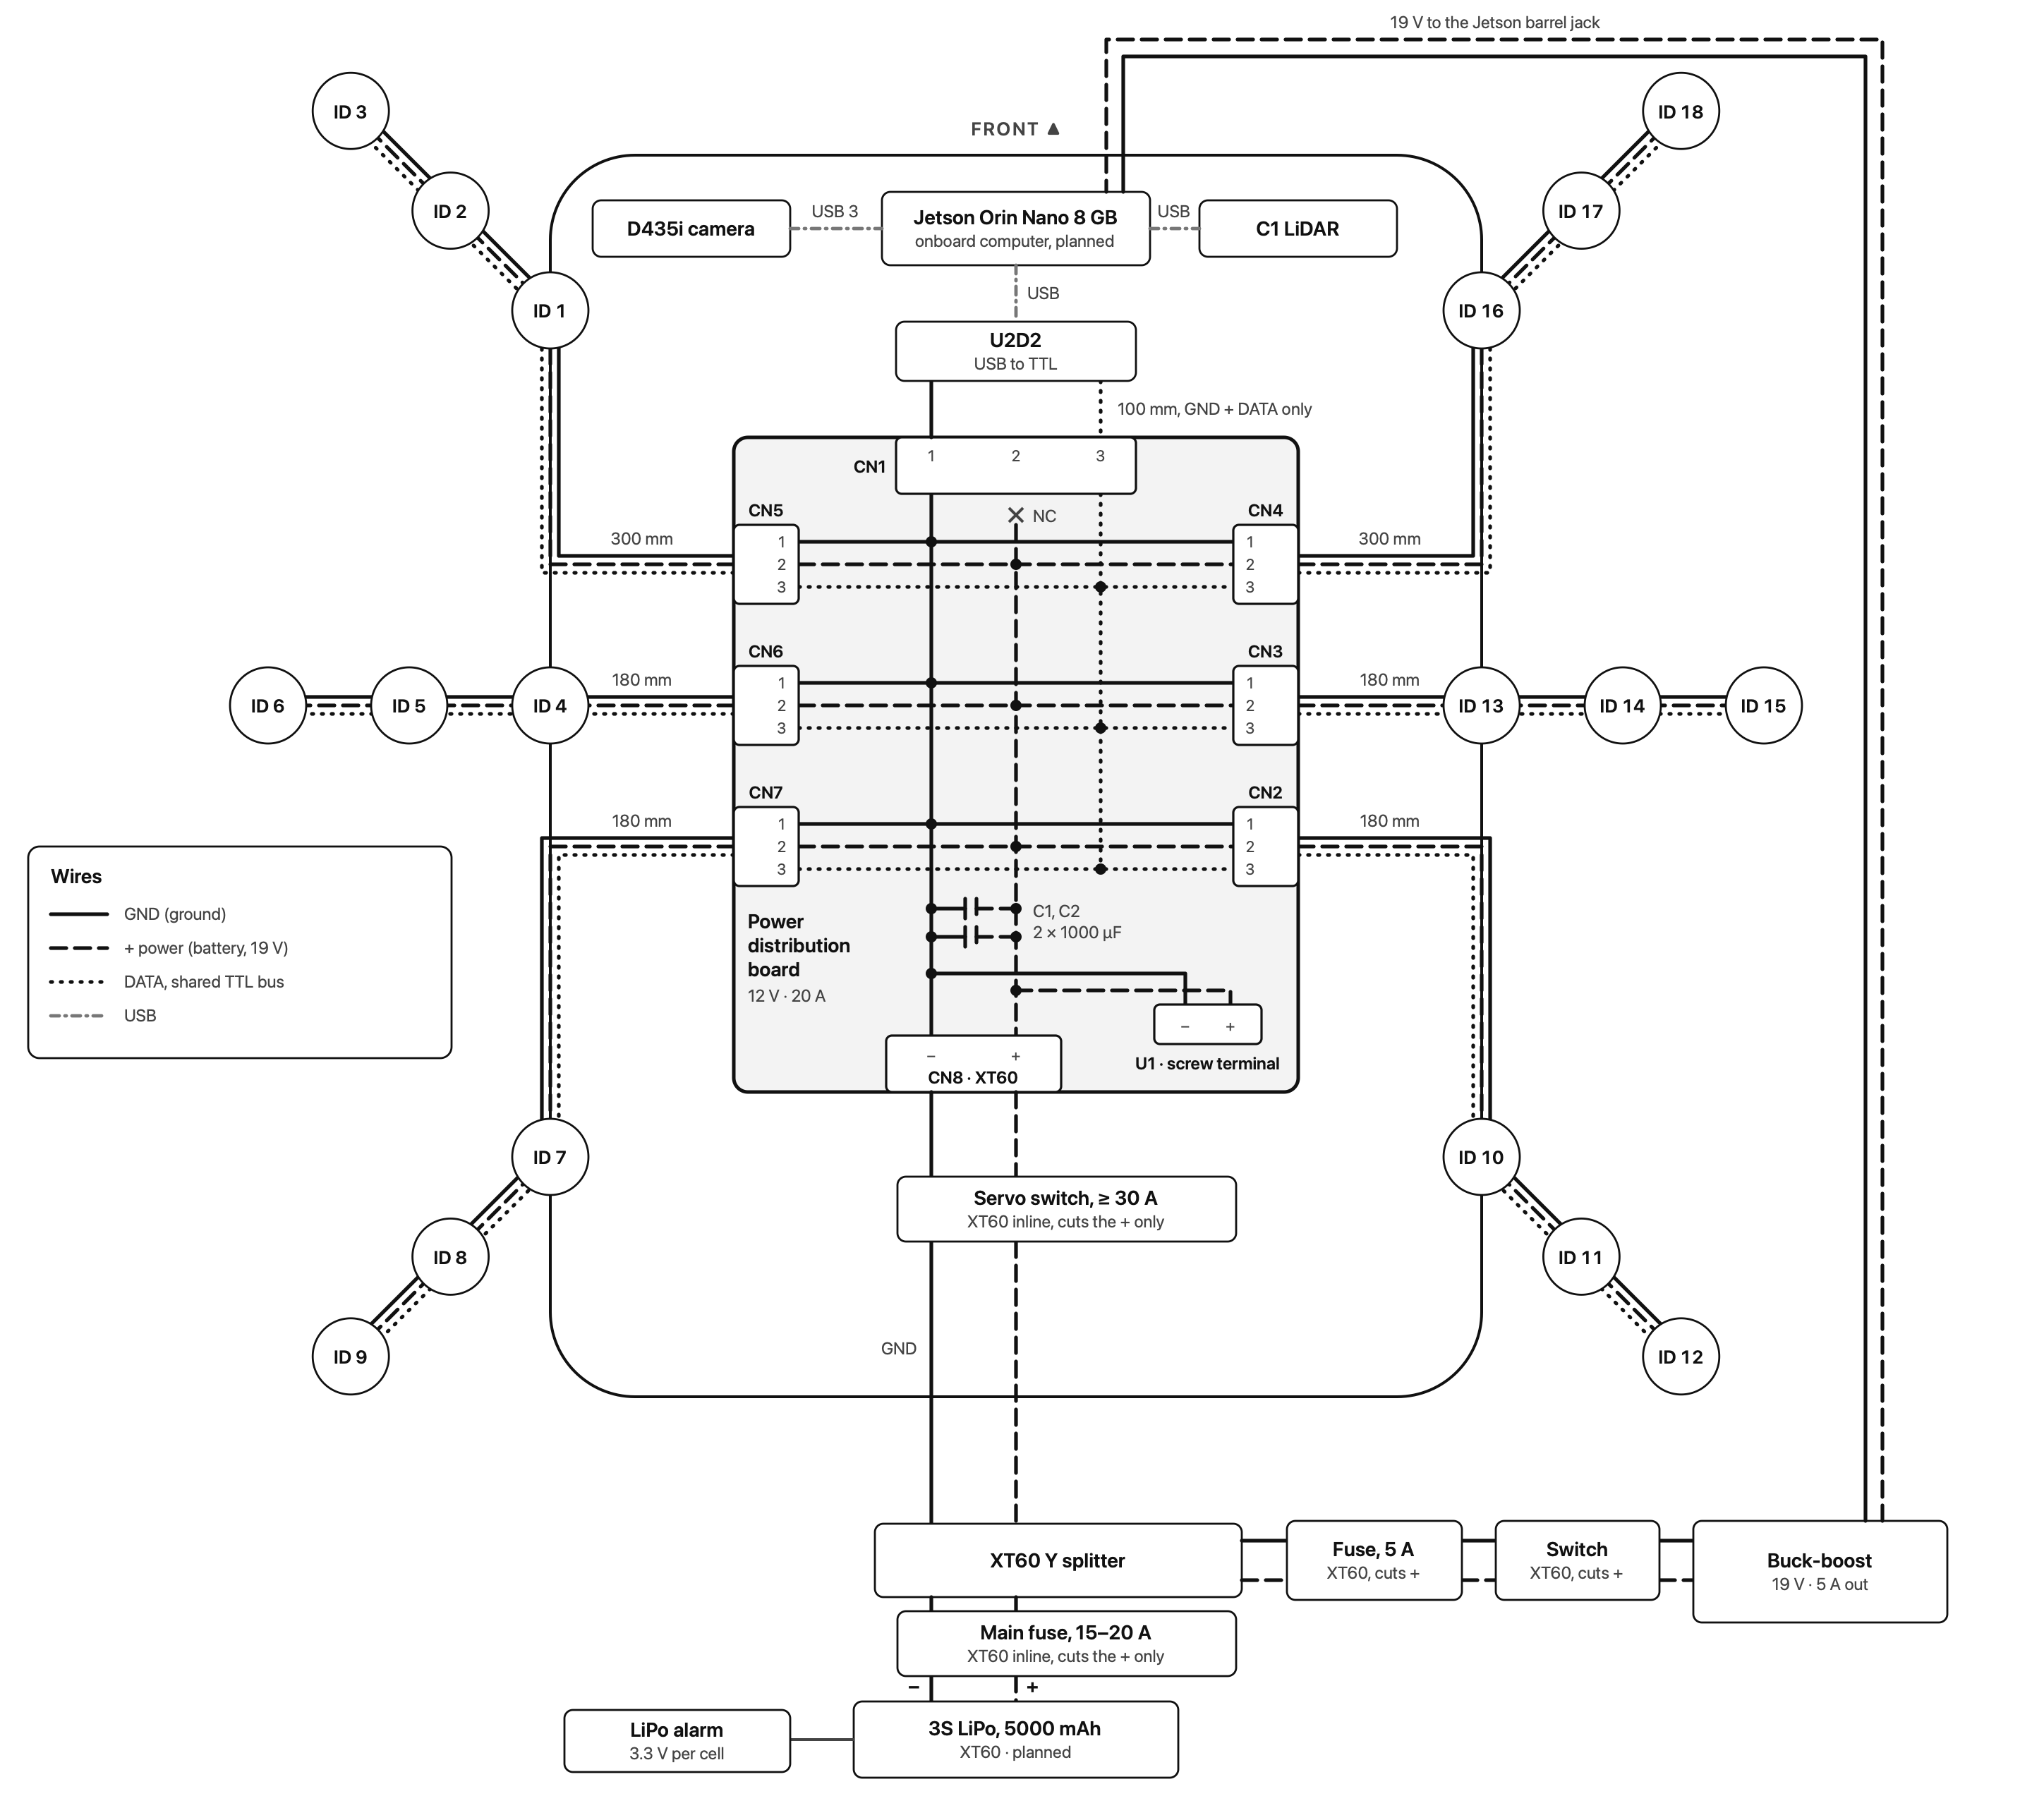 19 V to the Jetson barrel jack
FRONT ▲
ID 3
ID 18
ID 2
ID 17
ID 1
ID 16
D435i camera
USB 3
Jetson Orin Nano 8 GB
onboard computer, planned
USB
C1 LiDAR
USB
U2D2
USB to TTL
100 mm, GND + DATA only
CN1
1
2
3
NC
CN5
1
2
3
CN4
1
2
3
300 mm
300 mm
CN6
1
2
3
CN3
1
2
3
180 mm
180 mm
ID 6
ID 5
ID 4
ID 13
ID 14
ID 15
CN7
1
2
3
CN2
1
2
3
180 mm
180 mm
Wires
GND (ground)
+ power (battery, 19 V)
DATA, shared TTL bus
USB
Power
distribution
board
12 V · 20 A
C1, C2
2 × 1000 µF
− +
U1 · screw terminal
− +
CN8 · XT60
ID 7
ID 10
ID 8
ID 11
ID 9
ID 12
Servo switch, ≥ 30 A
XT60 inline, cuts the + only
GND
XT60 Y splitter
Fuse, 5 A
XT60, cuts +
Switch
XT60, cuts +
Buck-boost
19 V · 5 A out
Main fuse, 15–20 A
XT60 inline, cuts the + only
− +
LiPo alarm
3.3 V per cell
3S LiPo, 5000 mAh
XT60 · planned